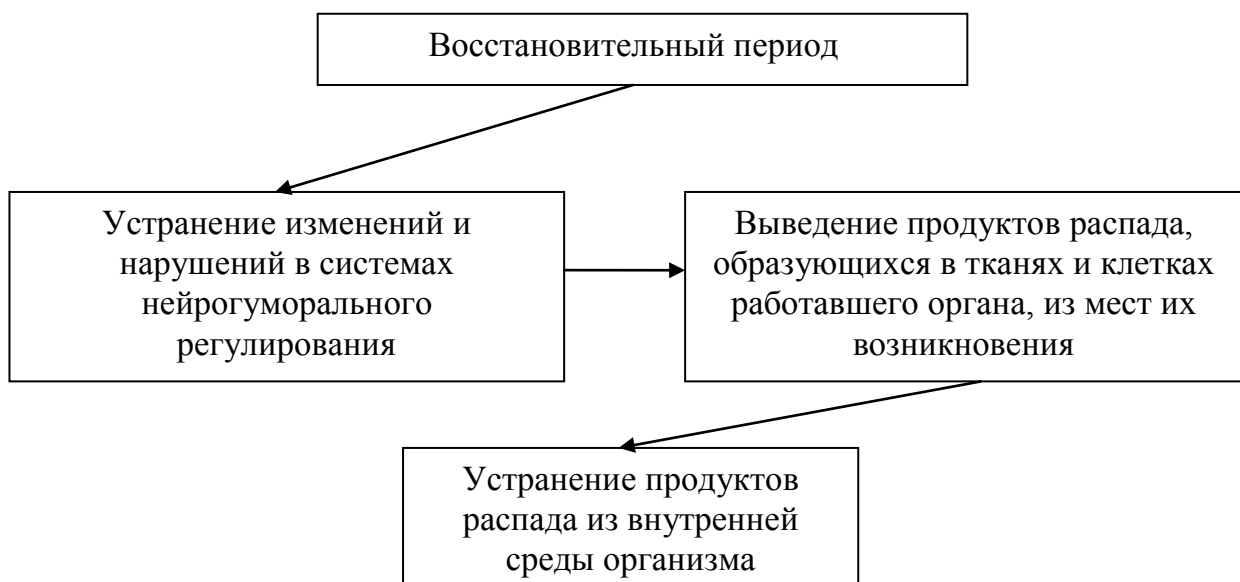 Восстановительный период
Устранение изменений и
нарушений в системах
нейрогуморального
регулирования
Выведение продуктов распада,
образующихся в тканях и клетках
работавшего органа, из мест их
возникновения
Устранение продуктов
распада из внутренней
среды организма